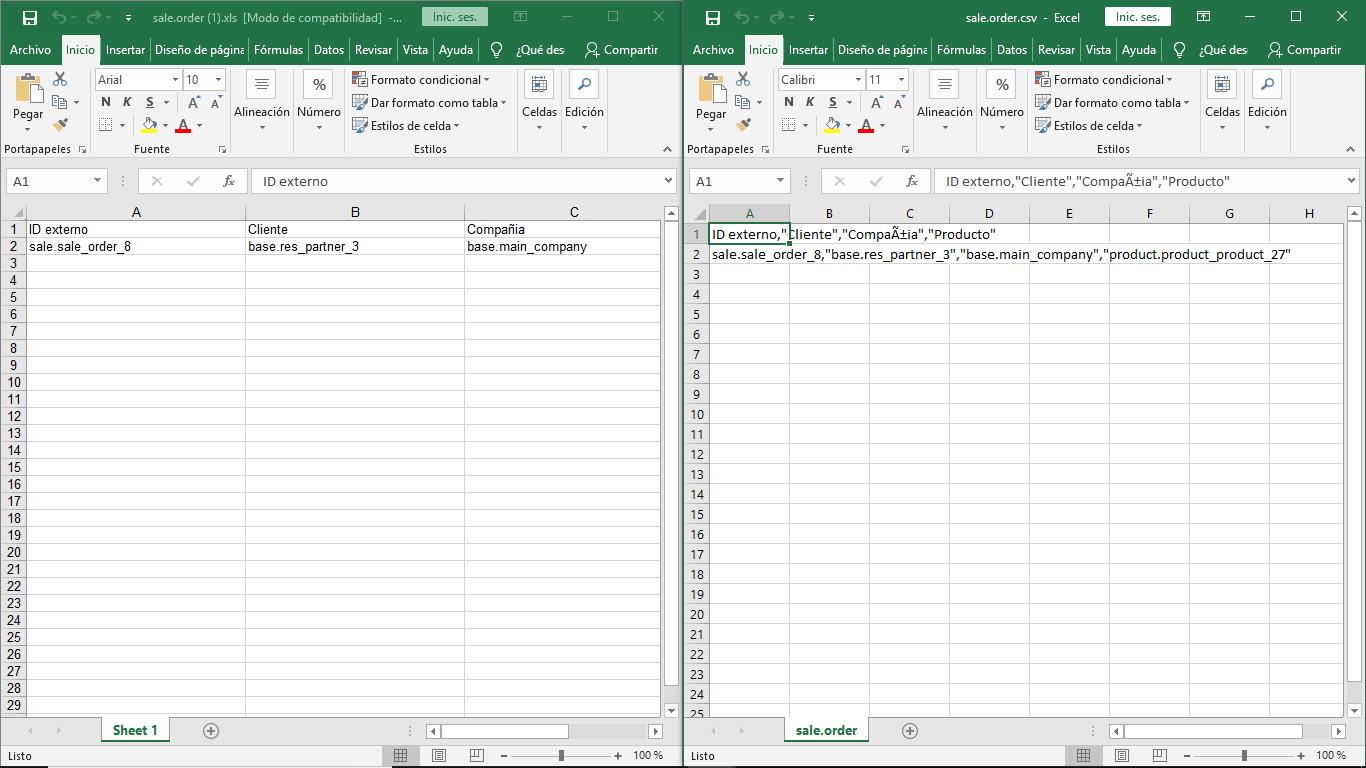 sale.order (1).xls [Modo de compatibilidad] -...
Inic. ses.
Archivo Inicio Insertar Diseño de página Fórmulas Datos Revisar Vista Ayuda ¿Qué des Compartir
Pegar
Portapapeles
Arial 10
N K S
A A
A
Fuente
Alineación
%
Número
Formato condicional
Dar formato como tabla
Estilos de celda
Estilos
Celdas
Edición
A1 fx ID externo
A B C
1 ID externo Cliente Compañia
2 sale.sale_order_8 base.res_partner_3 base.main_company
3
4
5
6
7
8
9
10
11
12
13
14
15
16
17
18
19
20
21
22
23
24
25
26
27
28
29
Sheet 1
Listo 100 %
sale.order.csv - Excel
Inic. ses.
Archivo Inicio Insertar Diseño de página Fórmulas Datos Revisar Vista Ayuda ¿Qué des Compartir
Pegar
Portapapeles
Calibri 11
N K S
A A
A
Fuente
Alineación
%
Número
Formato condicional
Dar formato como tabla
Estilos de celda
Estilos
Celdas
Edición
A1 fx ID externo,"Cliente","CompaÃ±ia","Producto"
A B C D E F G H
1 ID externo,"Cliente","CompaÃ±ia","Producto"
2 sale.sale_order_8,"base.res_partner_3","base.main_company","product.product_product_27"
3
4
5
6
7
8
9
10
11
12
13
14
15
16
17
18
19
20
21
22
23
24
25
sale.order
Listo 100 %